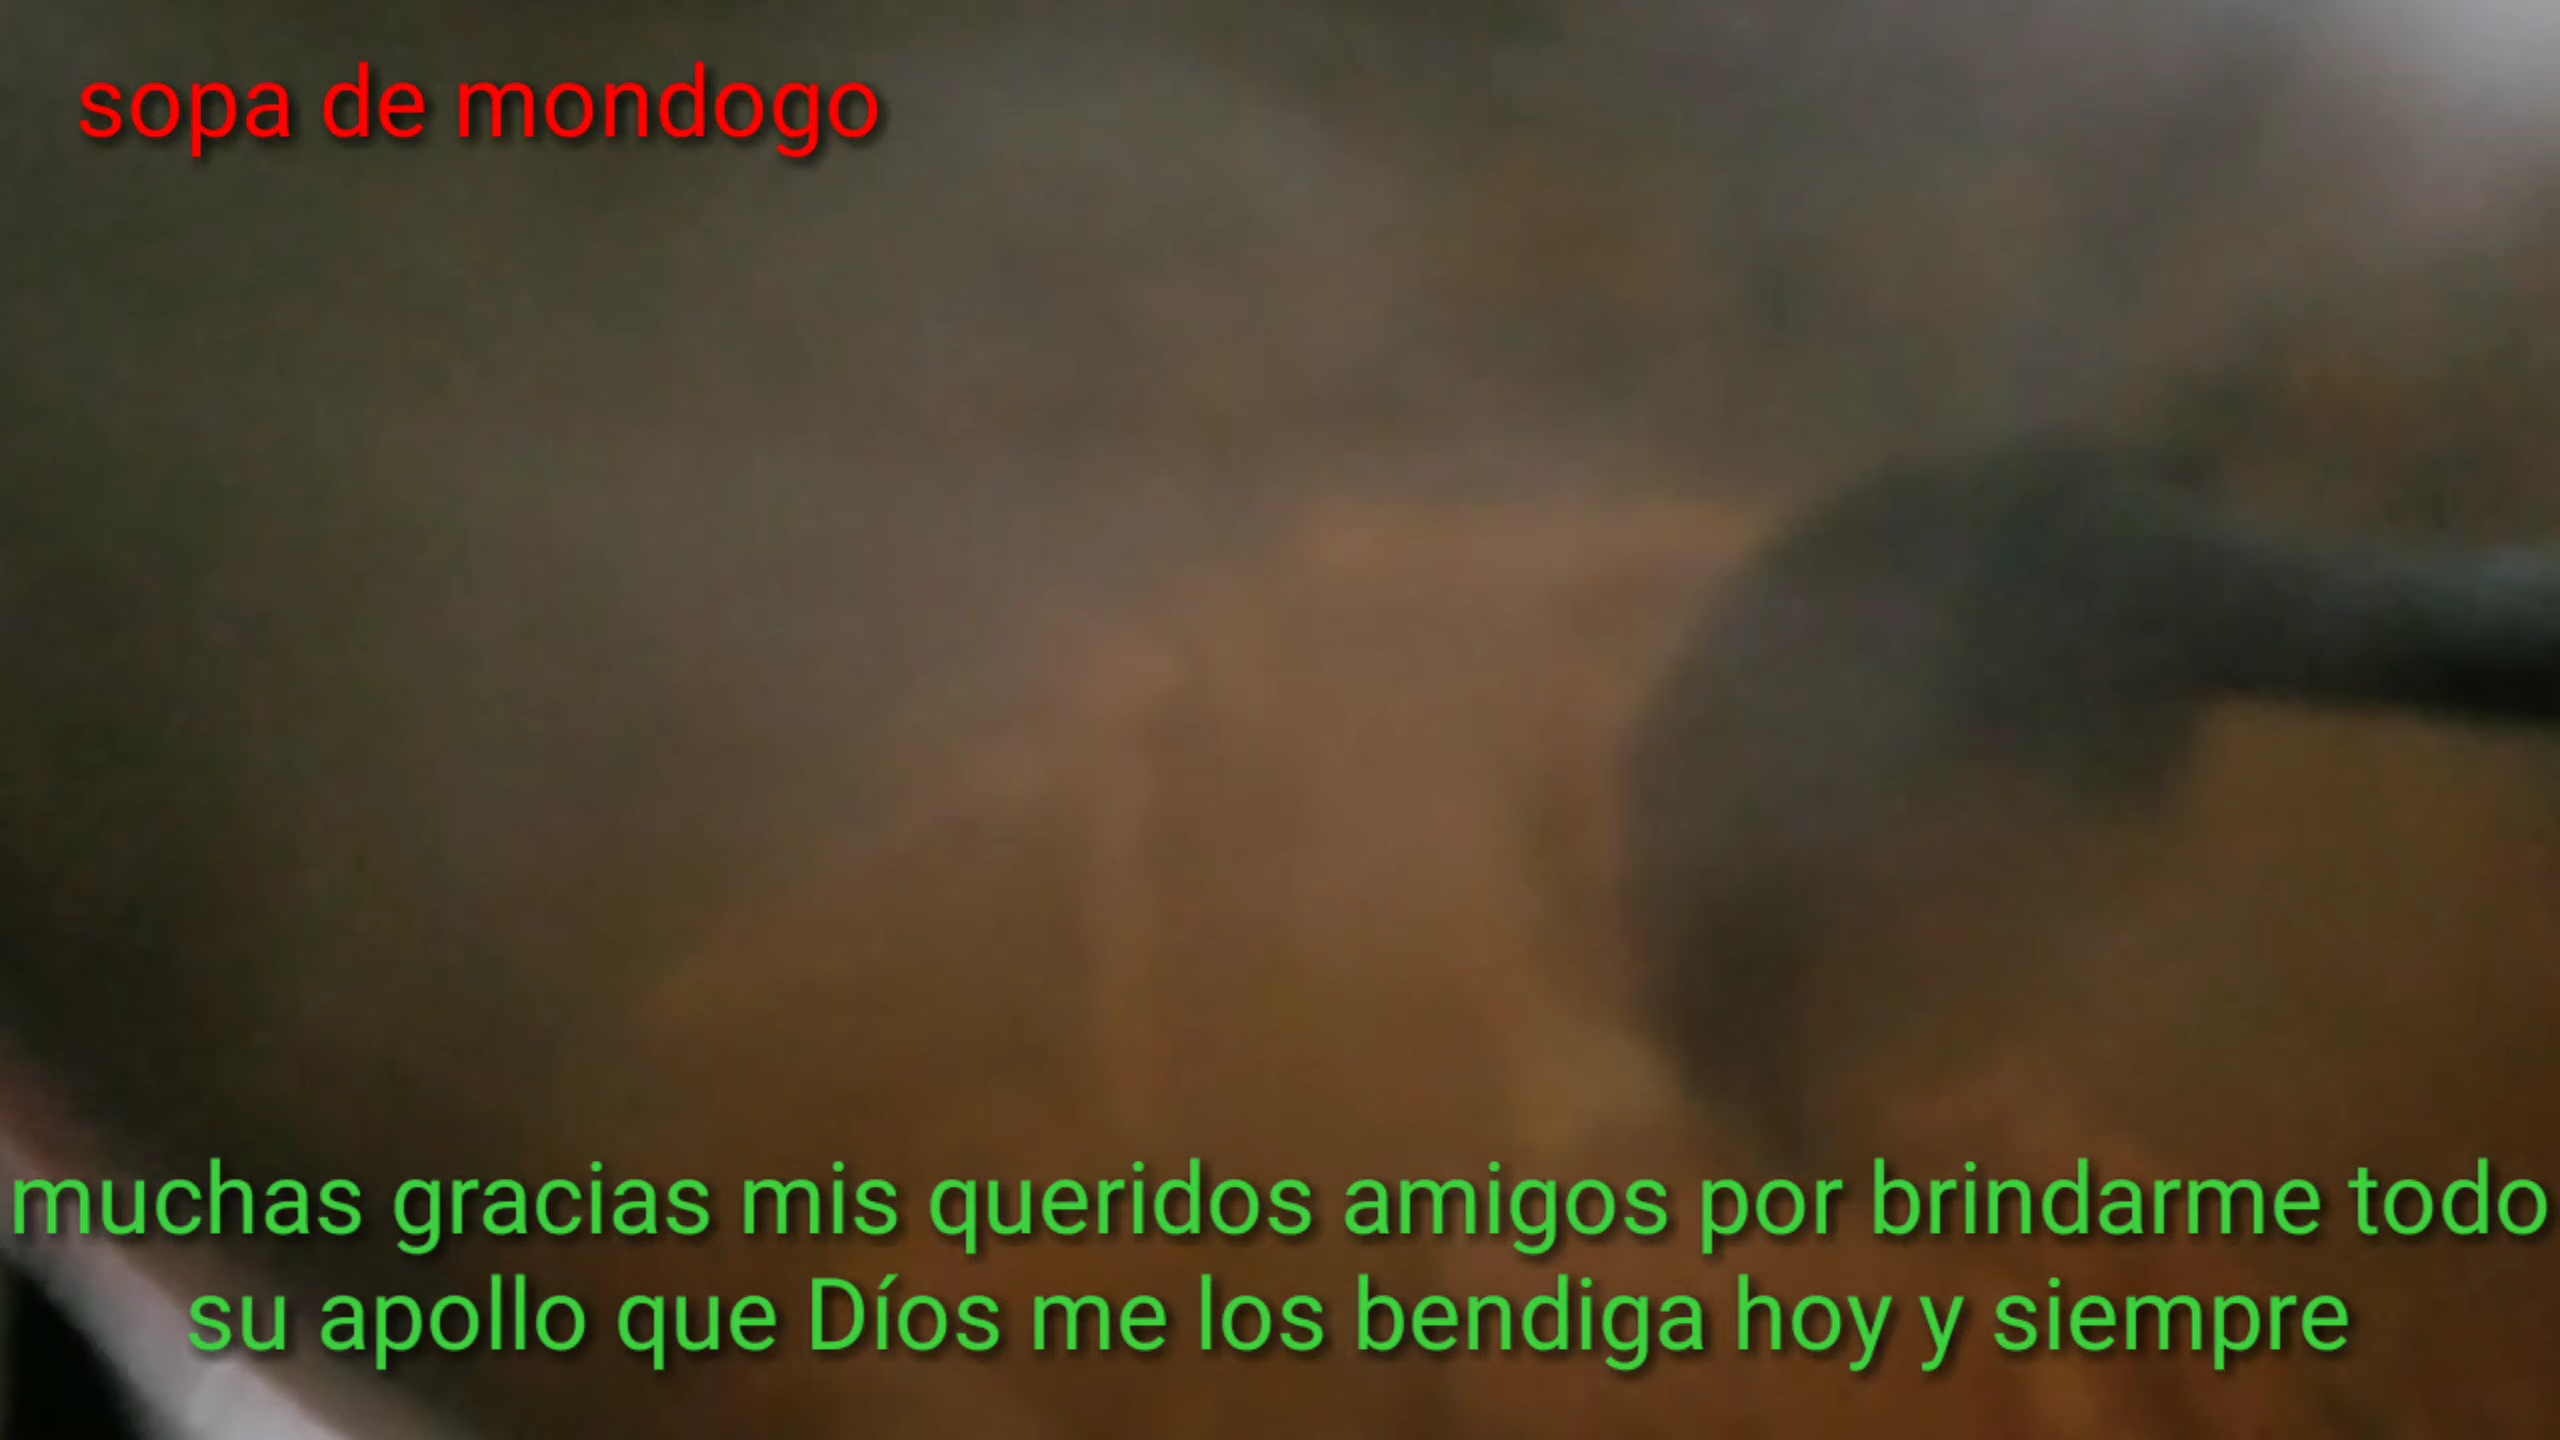 sopa de mondogo
muchas gracias mis queridos amigos por brindarme todo
su apollo que Díos me los bendiga hoy y siempre